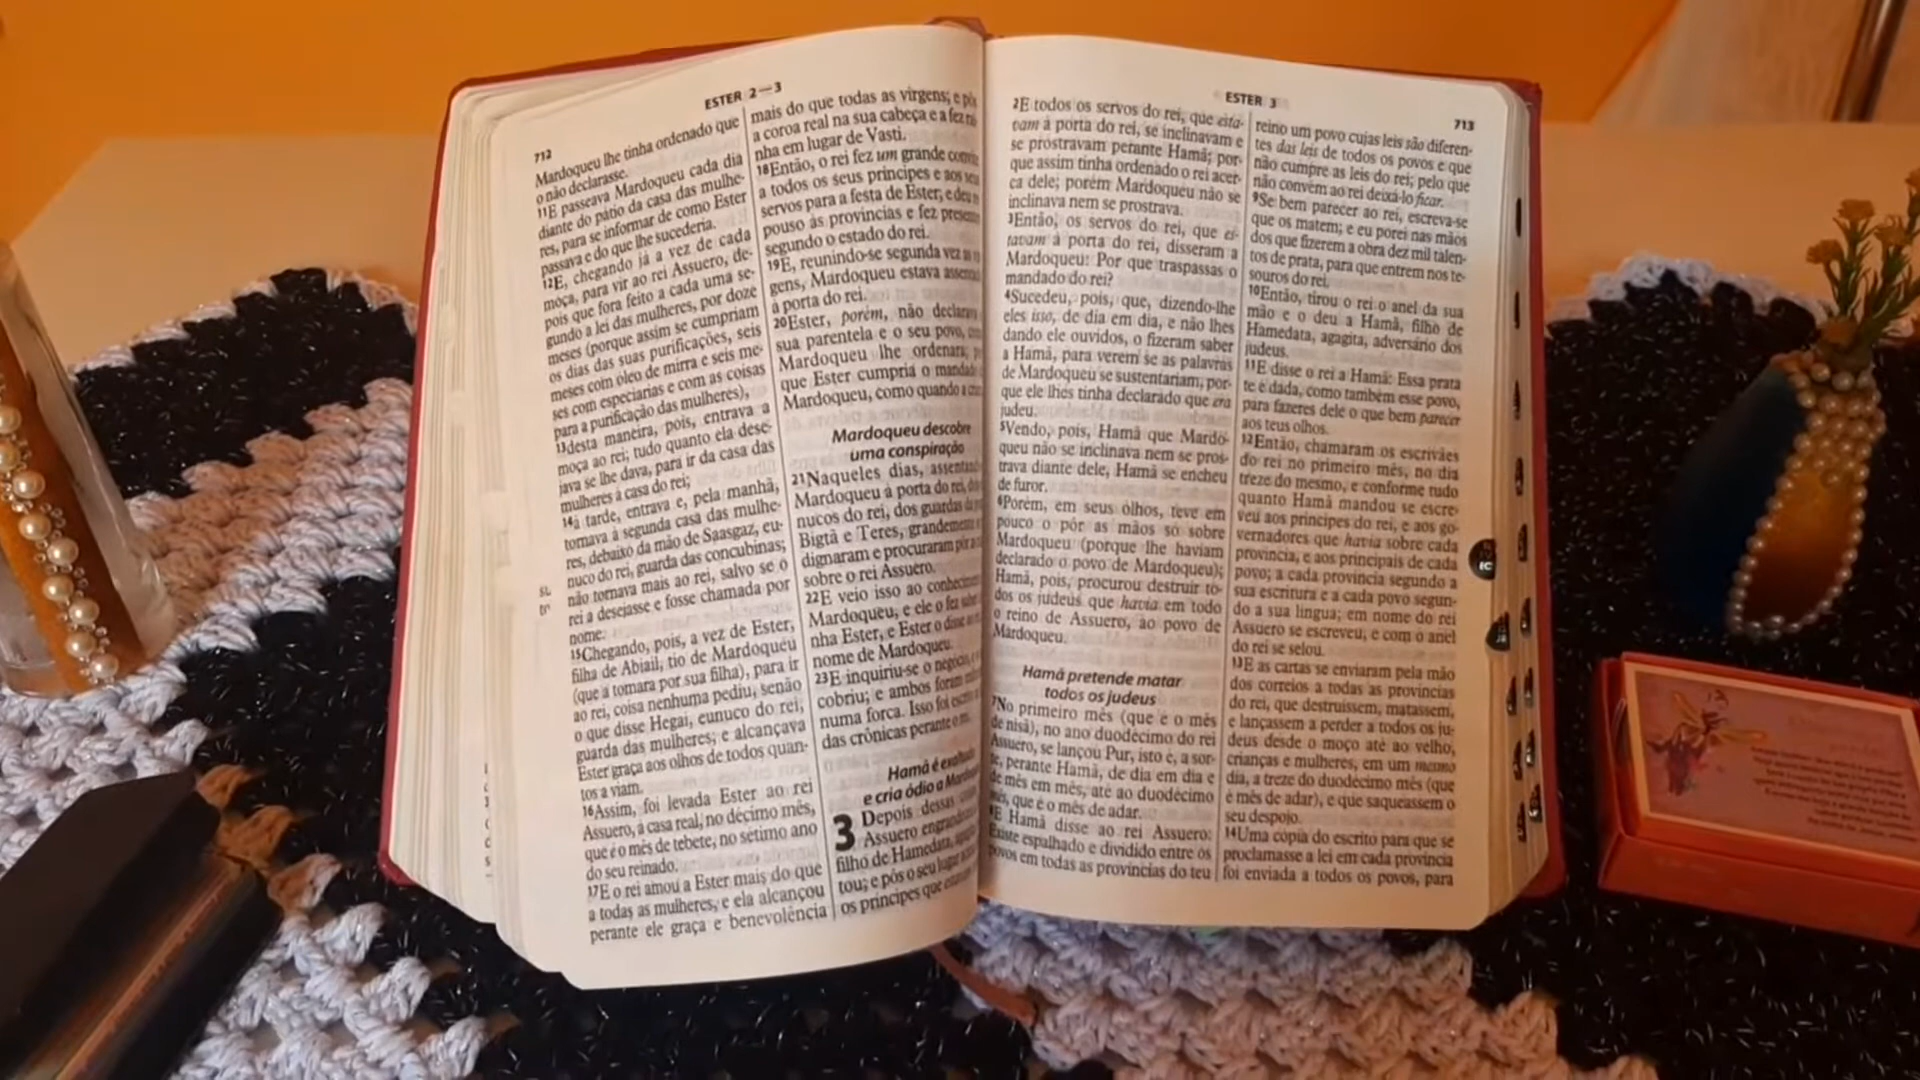 ESTER 2—3
712
Mardoqueu lhe tinha ordenado que
o não declarasse.
11E passeava Mardoqueu cada dia
diante do pátio da casa das mulhe-
res, para se informar de como Ester
passava e do que lhe sucederia.
12E, chegando já a vez de cada
moça, para vir ao rei Assuero, de-
pois que fora feito a cada uma se-
gundo a lei das mulheres, por doze
meses (porque assim se cumpriam
os dias das suas purificações, seis
meses com óleo de mirra e seis me-
ses com especiarias e com as coisas
para a purificação das mulheres),
13desta maneira, pois, entrava a
moça ao rei; tudo quanto ela dese-
java se lhe dava, para ir da casa das
mulheres à casa do rei;
14à tarde, entrava e, pela manhã,
tornava à segunda casa das mulhe-
res, debaixo da mão de Saasgaz, eu-
nuco do rei, guarda das concubinas;
não tornava mais ao rei, salvo se o
rei a desejasse e fosse chamada por
nome.
15Chegando, pois, a vez de Ester,
filha de Abiail, tio de Mardoqueu
(que a tomara por sua filha), para ir
ao rei, coisa nenhuma pediu, senão
o que disse Hegai, eunuco do rei,
guarda das mulheres; e alcançava
Ester graça aos olhos de todos quan-
tos a viam.
16Assim, foi levada Ester ao rei
Assuero, à casa real, no décimo mês,
que é o mês de tebete, no sétimo ano
do seu reinado.
17E o rei amou a Ester mais do que
a todas as mulheres, e ela alcançou
perante ele graça e benevolência
mais do que todas as virgens; e pôs
a coroa real na sua cabeça e a fez
nha em lugar de Vasti.
18Então, o rei fez um grande
a todos os seus príncipes e aos seus
servos para a festa de Ester; e deu
pouso às províncias e fez
segundo o estado do rei.
19E, reunindo-se segunda vez as
gens, Mardoqueu estava
à porta do rei.
20Ester, porém, não
sua parentela e o seu povo,
Mardoqueu lhe ordenara;
que Ester cumpria o
Mardoqueu, como quando a
Mardoqueu descobre
uma conspiração
21Naqueles dias,
Mardoqueu à porta do rei,
nucos do rei, dos guardas da
Bigtã e Teres, grandemente
dignaram e procuraram
sobre o rei Assuero.
22E veio isso ao
Mardoqueu, e ele o fez
nha Ester, e Ester o disse
nome de Mardoqueu.
23E inquiriu-se o negócio,
cobriu; e ambos foram
numa forca. Isso foi
das crônicas perante o
Hamã é
e cria ódio a
3 Depois dessas
Assuero
filho de Hamedata,
tou; e pôs o seu lugar
os príncipes que
ESTER 3
713
2E todos os servos do rei, que esta-
vam à porta do rei, se inclinavam e
se prostravam perante Hamã; por-
que assim tinha ordenado o rei acer-
ca dele; porém Mardoqueu não se
inclinava nem se prostrava.
3Então, os servos do rei, que es-
tavam à porta do rei, disseram a
Mardoqueu: Por que traspassas o
mandado do rei?
4Sucedeu, pois, que, dizendo-lhe
eles isso, de dia em dia, e não lhes
dando ele ouvidos, o fizeram saber
a Hamã, para verem se as palavras
de Mardoqueu se sustentariam, por-
que ele lhes tinha declarado que era
judeu.
5Vendo, pois, Hamã que Mardo-
queu não se inclinava nem se pros-
trava diante dele, Hamã se encheu
de furor.
6Porém, em seus olhos, teve em
pouco o pôr as mãos só sobre
Mardoqueu (porque lhe haviam
declarado o povo de Mardoqueu);
Hamã, pois, procurou destruir to-
dos os judeus que havia em todo
o reino de Assuero, ao povo de
Mardoqueu.
Hamã pretende matar
todos os judeus
7No primeiro mês (que é o mês
de nisã), no ano duodécimo do rei
Assuero, se lançou Pur, isto é, a sor-
te, perante Hamã, de dia em dia e
de mês em mês, até ao duodécimo
mês, que é o mês de adar.
8E Hamã disse ao rei Assuero:
Existe espalhado e dividido entre os
povos em todas as províncias do teu
reino um povo cujas leis são diferen-
tes das leis de todos os povos e que
não cumpre as leis do rei; pelo que
não convém ao rei deixá-lo ficar.
9Se bem parecer ao rei, escreva-se
que os matem; e eu porei nas mãos
dos que fizerem a obra dez mil talen-
tos de prata, para que entrem nos te-
souros do rei.
10Então, tirou o rei o anel da sua
mão e o deu a Hamã, filho de
Hamedata, agagita, adversário dos
judeus.
11E disse o rei a Hamã: Essa prata
te é dada, como também esse povo,
para fazeres dele o que bem parecer
aos teus olhos.
12Então, chamaram os escrivães
do rei no primeiro mês, no dia
treze do mesmo, e conforme tudo
quanto Hamã mandou se escre-
veu aos príncipes do rei, e aos go-
vernadores que havia sobre cada
província, e aos principais de cada
povo; a cada província segundo a
sua escritura e a cada povo segun-
do a sua língua; em nome do rei
Assuero se escreveu, e com o anel
do rei se selou.
13E as cartas se enviaram pela mão
dos correios a todas as províncias
do rei, que destruíssem, matassem,
e lançassem a perder a todos os ju-
deus desde o moço até ao velho,
crianças e mulheres, em um mesmo
dia, a treze do duodécimo mês (que
é mês de adar), e que saqueassem o
seu despojo.
14Uma cópia do escrito para que se
proclamasse a lei em cada província
foi enviada a todos os povos, para